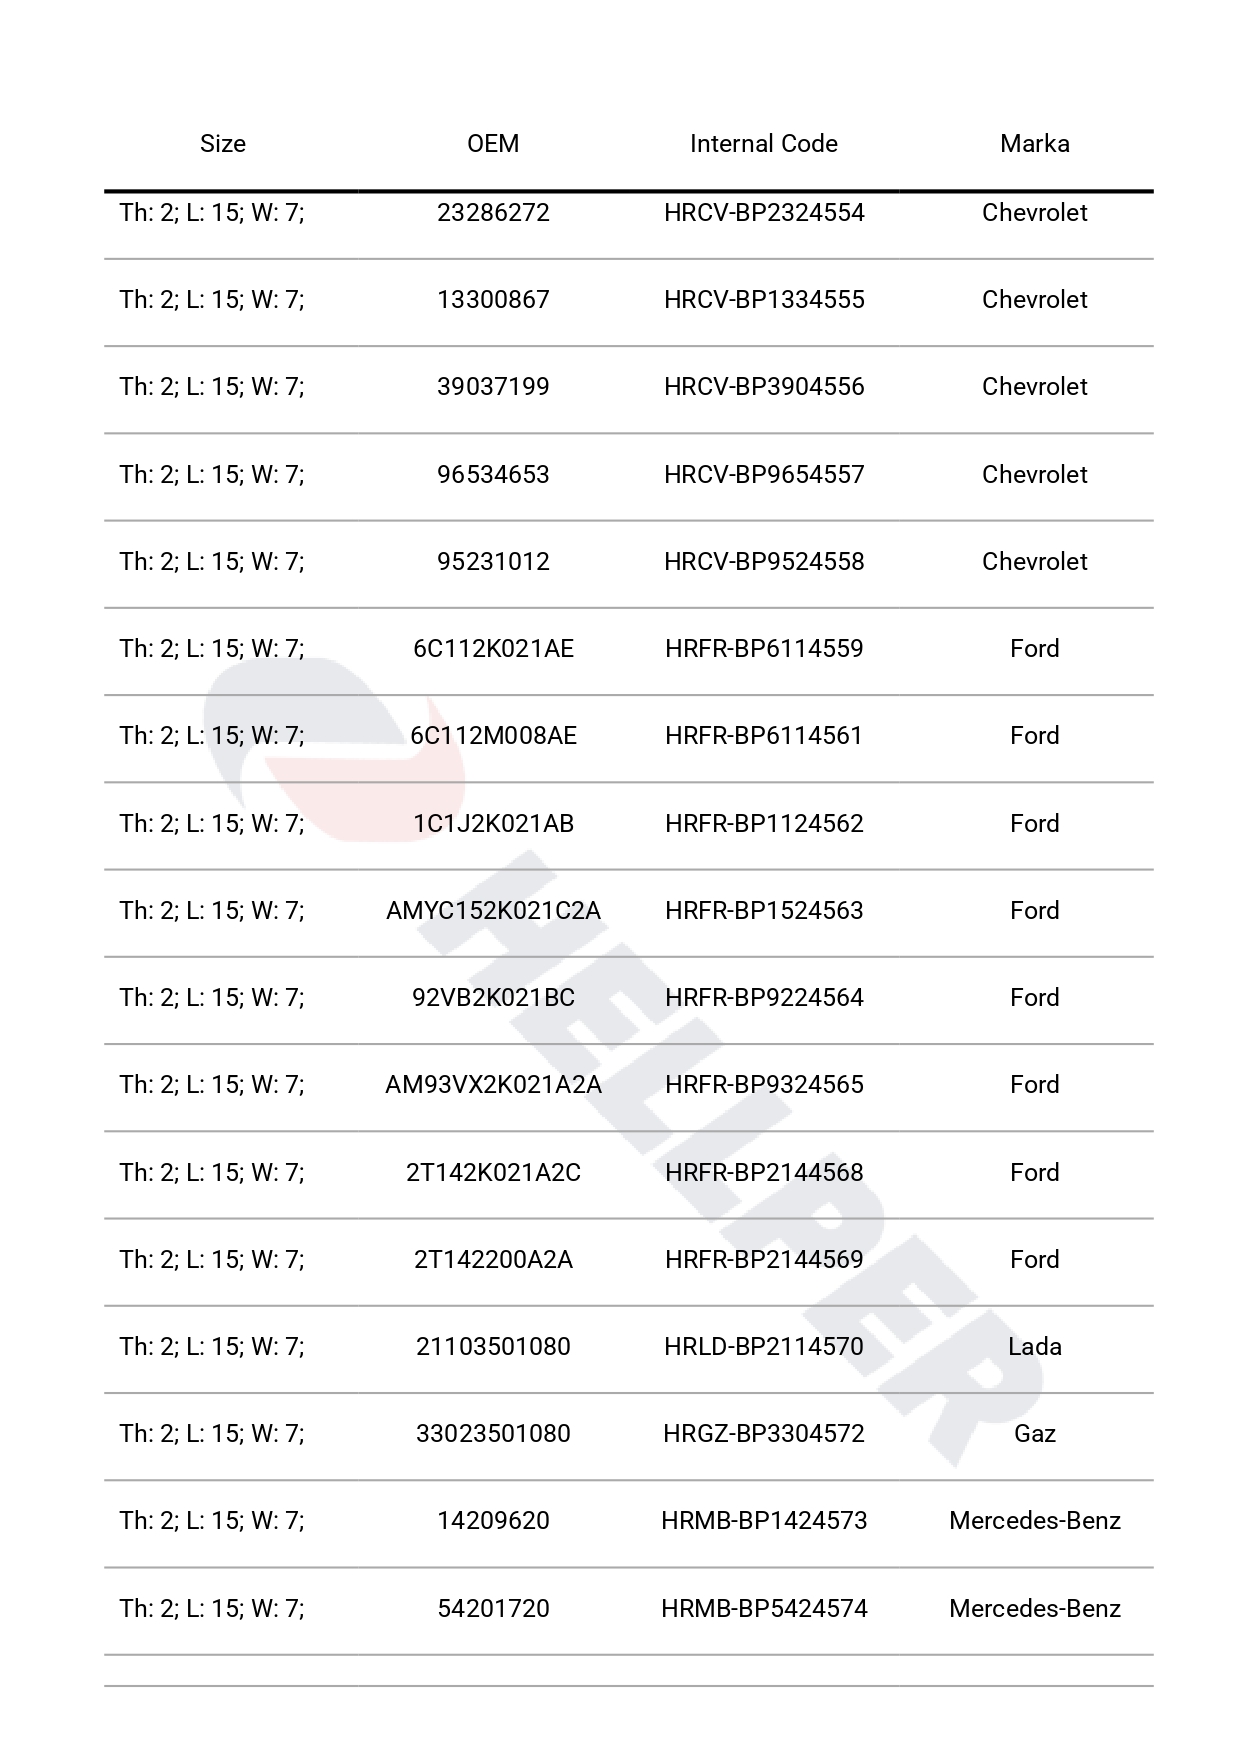 Size OEM Internal Code Marka
Th: 2; L: 15; W: 7; 23286272 HRCV-BP2324554 Chevrolet
Th: 2; L: 15; W: 7; 13300867 HRCV-BP1334555 Chevrolet
Th: 2; L: 15; W: 7; 39037199 HRCV-BP3904556 Chevrolet
Th: 2; L: 15; W: 7; 96534653 HRCV-BP9654557 Chevrolet
Th: 2; L: 15; W: 7; 95231012 HRCV-BP9524558 Chevrolet
Th: 2; L: 15; W: 7; 6C112K021AE HRFR-BP6114559 Ford
Th: 2; L: 15; W: 7; 6C112M008AE HRFR-BP6114561 Ford
Th: 2; L: 15; W: 7; 1C1J2K021AB HRFR-BP1124562 Ford
Th: 2; L: 15; W: 7; AMYC152K021C2A HRFR-BP1524563 Ford
Th: 2; L: 15; W: 7; 92VB2K021BC HRFR-BP9224564 Ford
Th: 2; L: 15; W: 7; AM93VX2K021A2A HRFR-BP9324565 Ford
Th: 2; L: 15; W: 7; 2T142K021A2C HRFR-BP2144568 Ford
Th: 2; L: 15; W: 7; 2T142200A2A HRFR-BP2144569 Ford
Th: 2; L: 15; W: 7; 21103501080 HRLD-BP2114570 Lada
Th: 2; L: 15; W: 7; 33023501080 HRGZ-BP3304572 Gaz
Th: 2; L: 15; W: 7; 14209620 HRMB-BP1424573 Mercedes-Benz
Th: 2; L: 15; W: 7; 54201720 HRMB-BP5424574 Mercedes-Benz
HELLPER